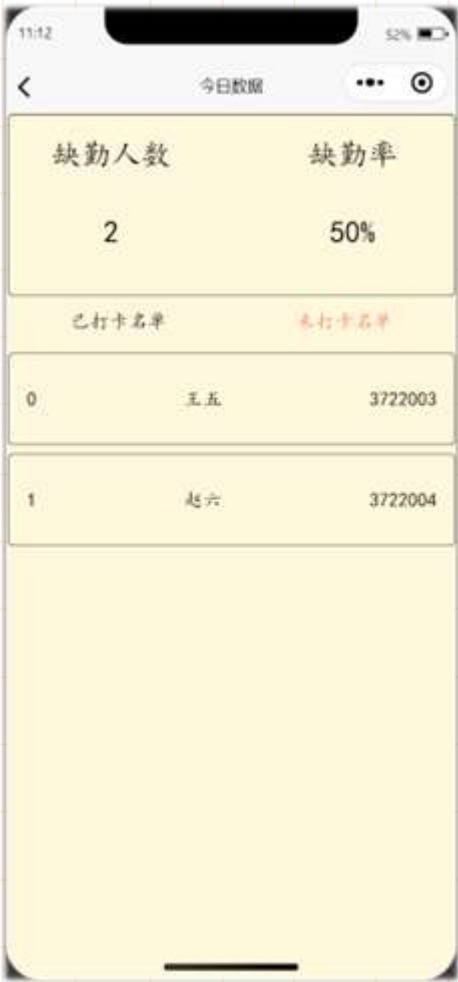 11:12 52%
今日数据
缺勤人数 缺勤率
2 50%
已打卡名单 未打卡名单
0 王五 3722003
1 赵六 3722004